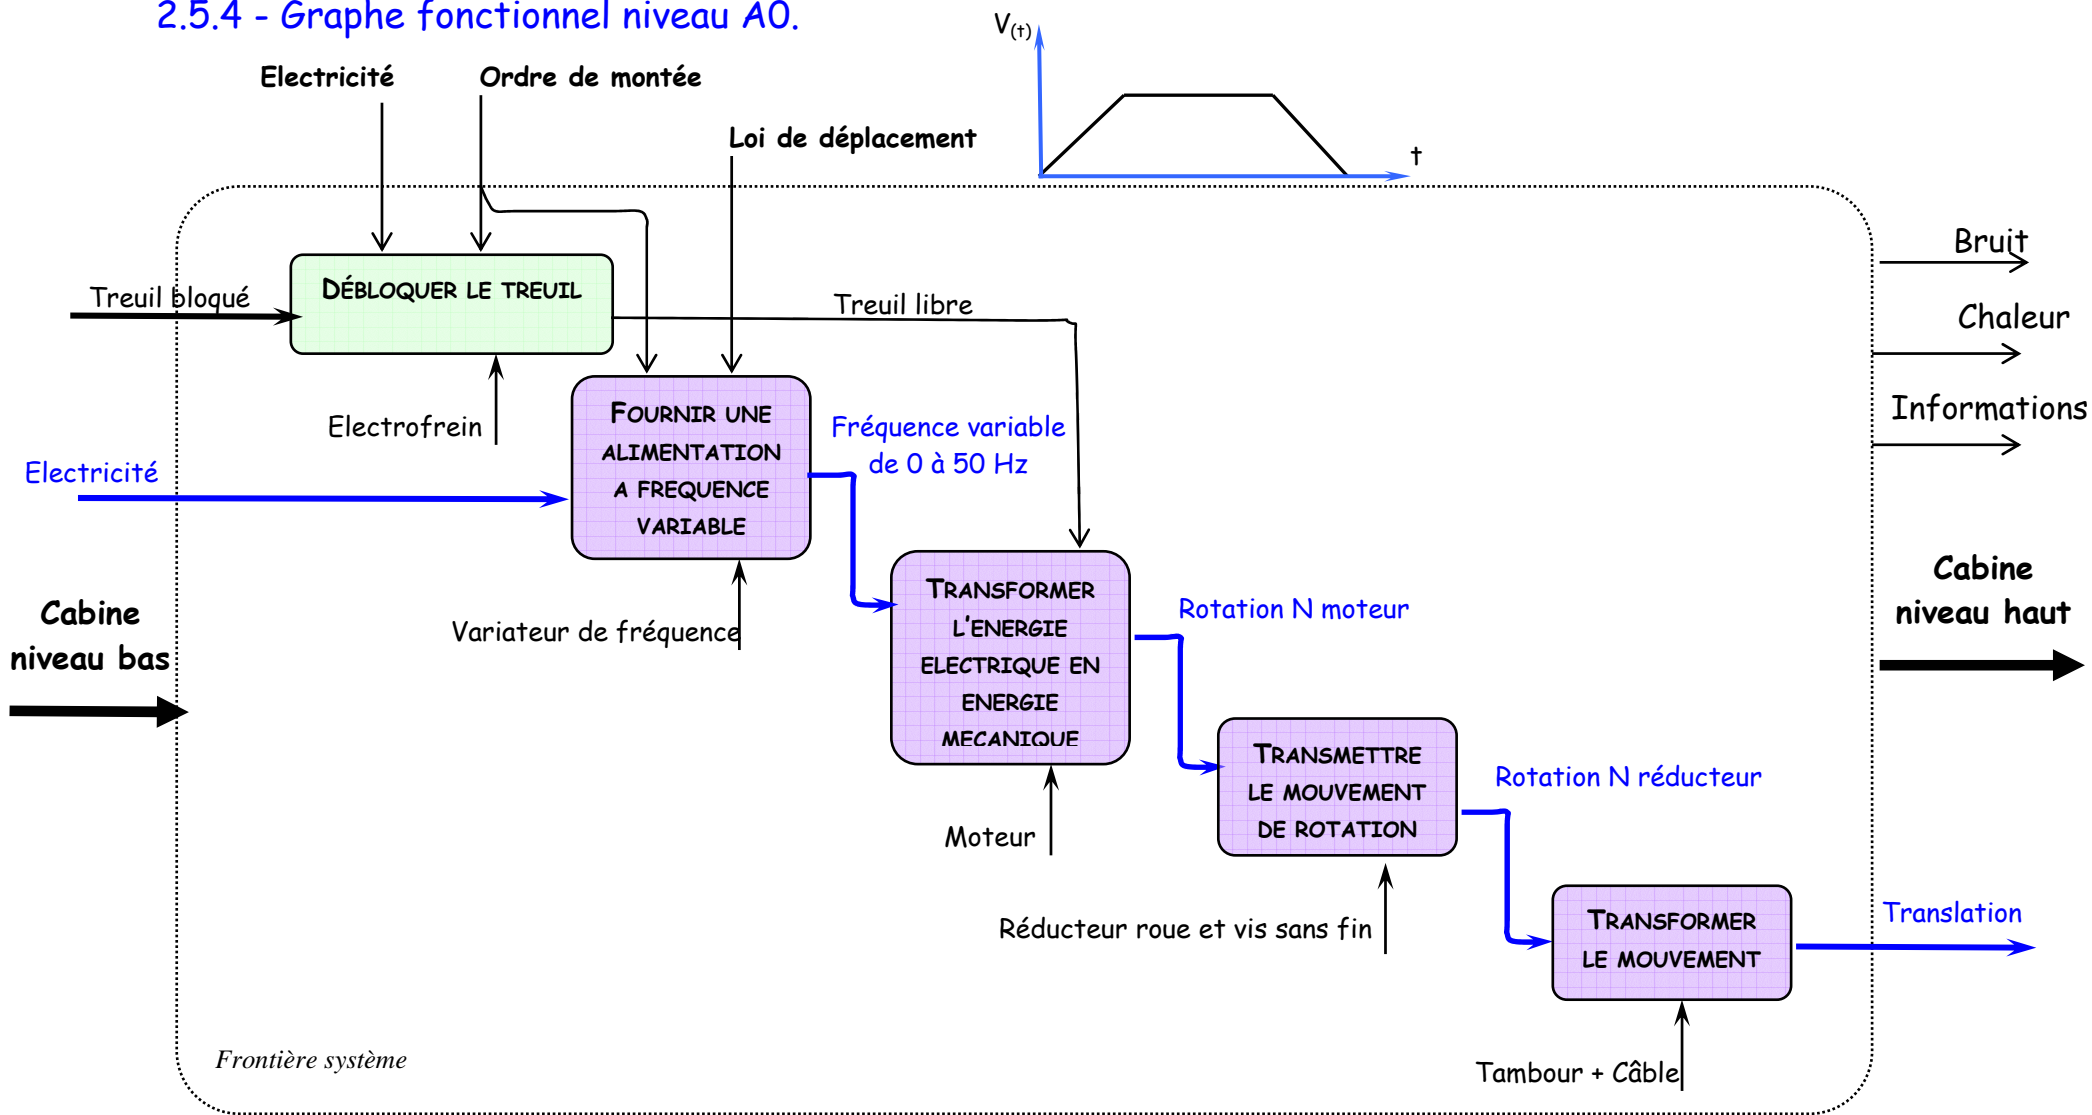 2.5.4 - Graphe fonctionnel niveau A0.
V(t)
Electricité
Ordre de montée
Loi de déplacement
t
Bruit
DÉBLOQUER LE TREUIL
Treuil bloqué
Treuil libre
Chaleur
Informations
Electrofrein
FOURNIR UNE
ALIMENTATION
A FREQUENCE
VARIABLE
Fréquence variable
de 0 à 50 Hz
Electricité
Cabine
niveau haut
Cabine
niveau bas
Variateur de fréquence
TRANSFORMER
L'ENERGIE
ELECTRIQUE EN
ENERGIE
MECANIQUE
Rotation N moteur
TRANSMETTRE
LE MOUVEMENT
DE ROTATION
Rotation N réducteur
Moteur
Réducteur roue et vis sans fin
TRANSFORMER
LE MOUVEMENT
Translation
Frontière système
Tambour + Câble